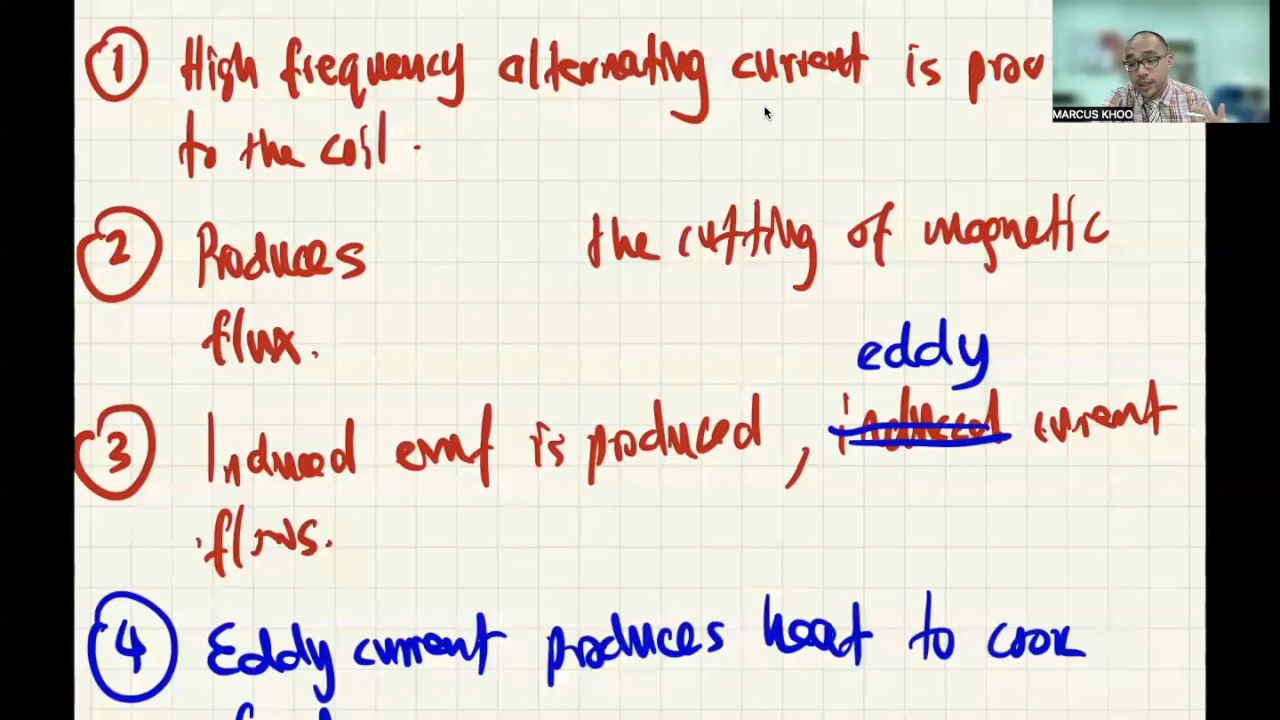 ① High frequency alternating current is prov
to the coil.
MARCUS KHOO
② Produces the cutting of magnetic
flux.
eddy
③ Induced emf is produced, induced current
flows.
④ Eddy current produces heat to cook